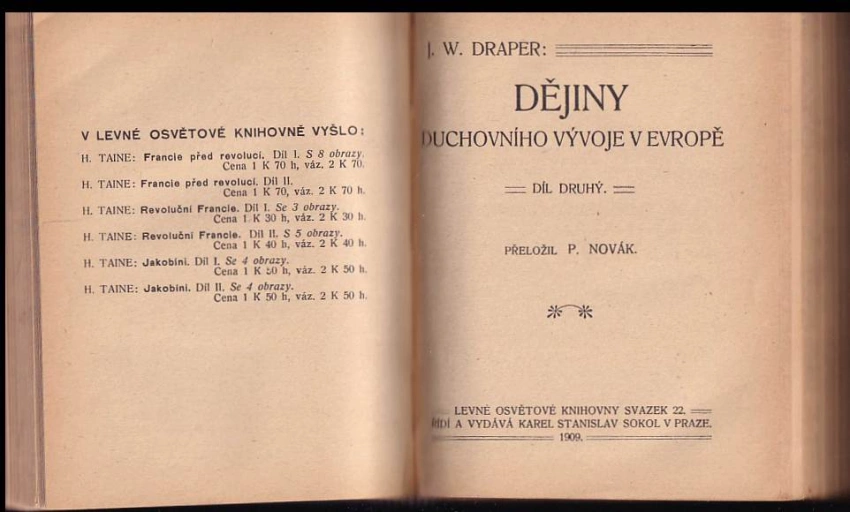 V LEVNÉ OSVĚTOVÉ KNIHOVNĚ VYŠLO:
H. TAINE: Francie před revolucí. Díl I. S 8 obrazy.
Cena 1 K 70 h, váz. 2 K 70.
H. TAINE: Francie před revolucí. Díl II.
Cena 1 K 70, váz. 2 K 70 h.
H. TAINE: Revoluční Francie. Díl I. Se 3 obrazy.
Cena 1 K 30 h, váz. 2 K 30 h.
H. TAINE: Revoluční Francie. Díl II. S 5 obrazy.
Cena 1 K 40 h, váz. 2 K 40 h.
H. TAINE: Jakobíni. Díl I. Se 4 obrazy.
Cena 1 K 50 h, váz. 2 K 50 h.
H. TAINE: Jakobíni. Díl II. Se 4 obrazy.
Cena 1 K 50 h, váz. 2 K 50 h.
J. W. DRAPER:
DĚJINY
DUCHOVNÍHO VÝVOJE V EVROPĚ
DÍL DRUHÝ.
PŘELOŽIL P. NOVÁK.
LEVNÉ OSVĚTOVÉ KNIHOVNY SVAZEK 22.
ŘÍDÍ A VYDÁVÁ KAREL STANISLAV SOKOL V PRAZE.
1909.